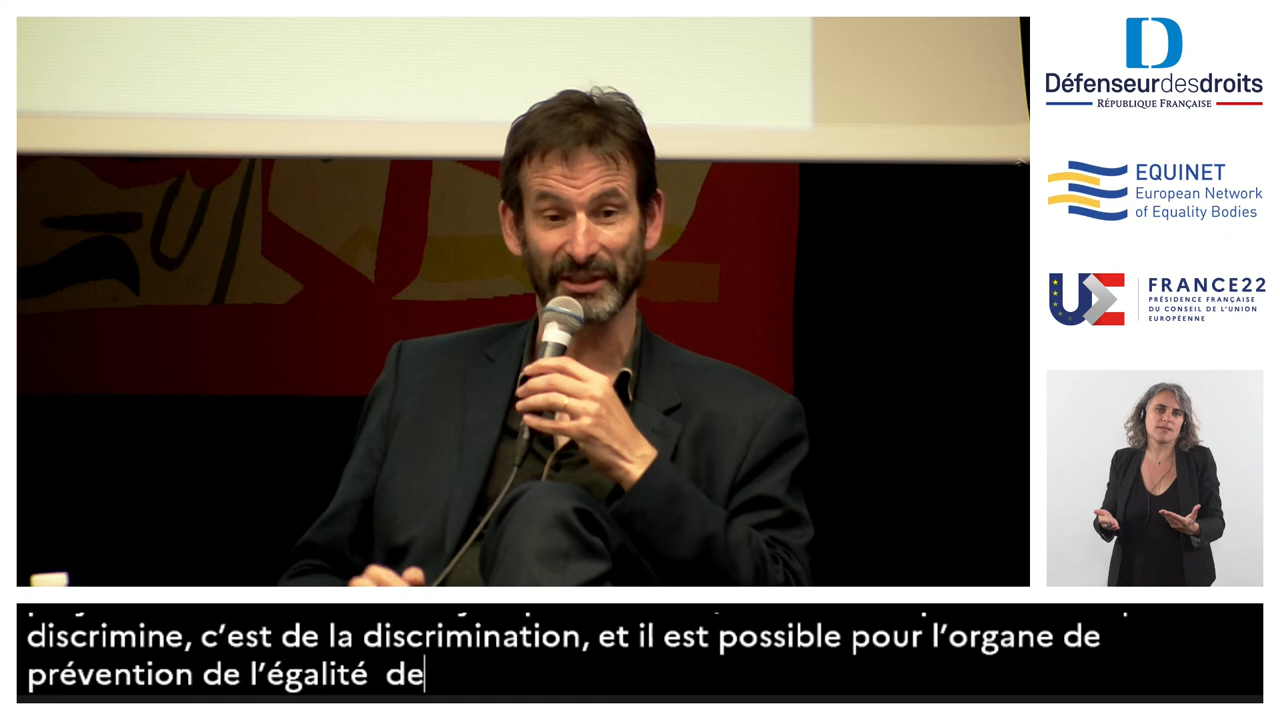 Défenseurdesdroits
RÉPUBLIQUE FRANÇAISE
EQUINET
European Network
of Equality Bodies
UE
FRANCE22
PRÉSIDENCE FRANÇAISE
DU CONSEIL DE L'UNION
EUROPÉENNE
discrimine, c'est de la discrimination, et il est possible pour l'organe de
prévention de l'égalité  de